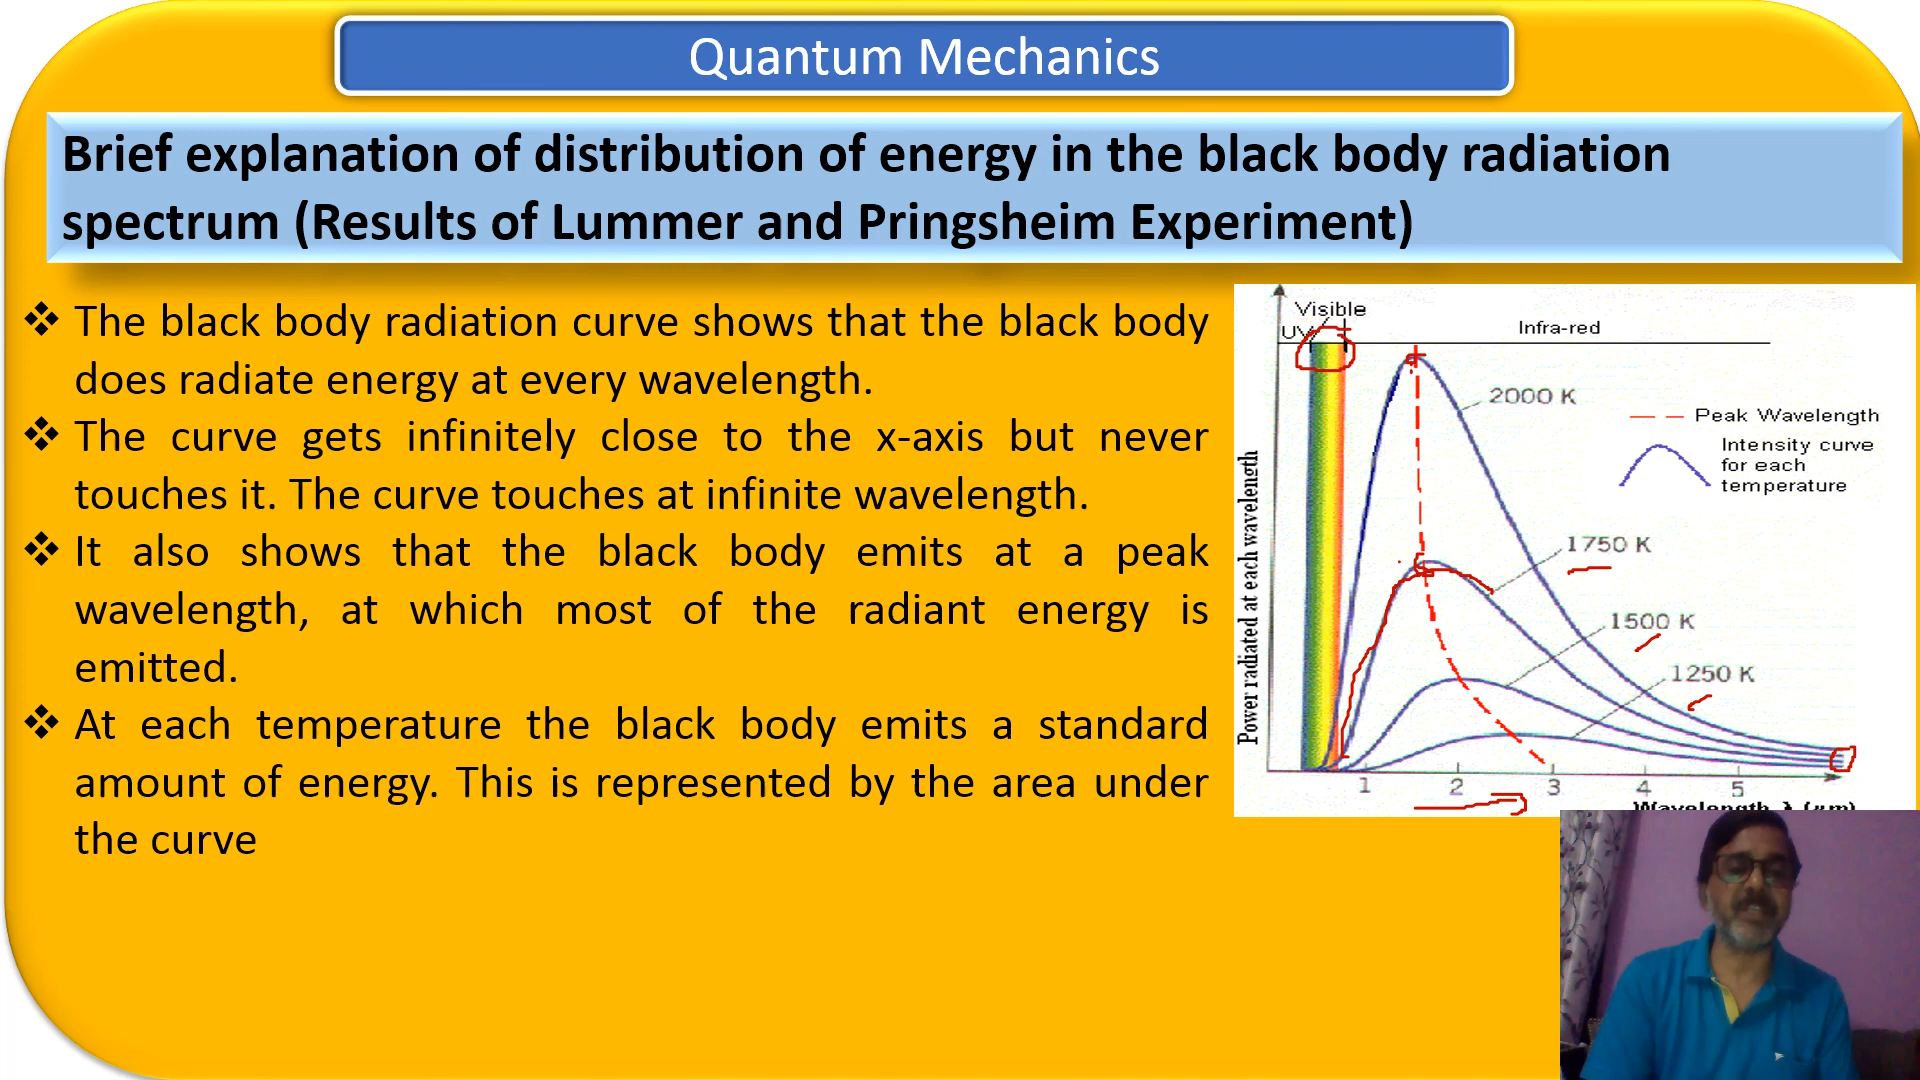 Quantum Mechanics
Brief explanation of distribution of energy in the black body radiation
spectrum (Results of Lummer and Pringsheim Experiment)
❖ The black body radiation curve shows that the black body
does radiate energy at every wavelength.
❖ The curve gets infinitely close to the x-axis but never
touches it. The curve touches at infinite wavelength.
❖ It also shows that the black body emits at a peak
wavelength, at which most of the radiant energy is
emitted.
❖ At each temperature the black body emits a standard
amount of energy. This is represented by the area under
the curve
Visible
UV
Infra-red
2000 K
Peak Wavelength
Intensity curve
for each
temperature
Power radiated at each wavelength
1750 K
1500 K
1250 K
1 2 3 4 5
Wavelength λ (μm)